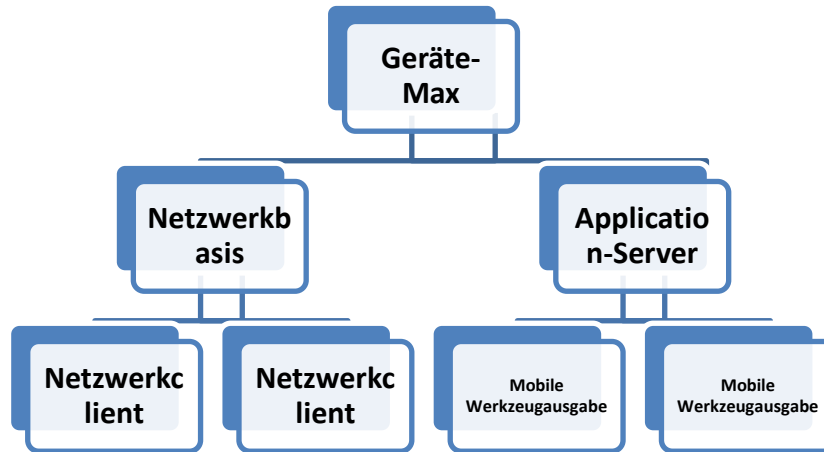 Geräte-
Max
Netzwerkb
asis
Applicatio
n-Server
Netzwerkc
lient
Netzwerkc
lient
Mobile
Werkzeugausgabe
Mobile
Werkzeugausgabe